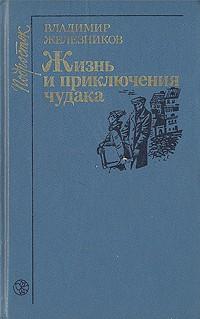 Подросток
ВЛАДИМИР
ЖЕЛЕЗНИКОВ
Жизнь
и приключения
чудака